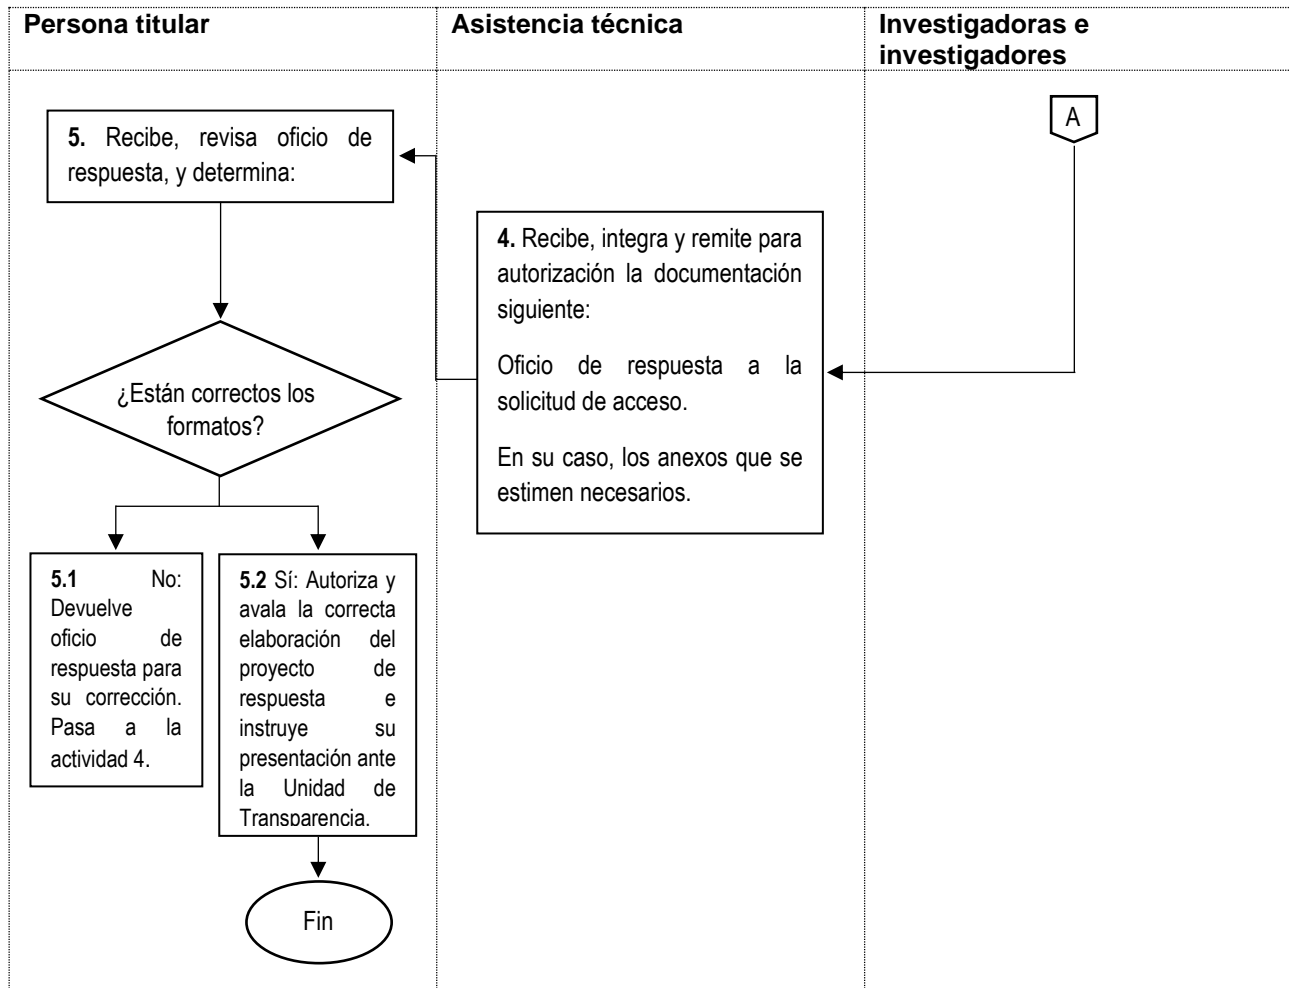 Persona titular
Asistencia técnica
Investigadoras e
investigadores
A
5. Recibe, revisa oficio de
respuesta, y determina:
4. Recibe, integra y remite para
autorización la documentación
siguiente:
Oficio de respuesta a la
solicitud de acceso.
En su caso, los anexos que se
estimen necesarios.
¿Están correctos los
formatos?
5.1 No:
Devuelve
oficio de
respuesta para
su corrección.
Pasa a la
actividad 4.
5.2 Sí: Autoriza y
avala la correcta
elaboración del
proyecto de
respuesta e
instruye su
presentación ante
la Unidad de
Transparencia.
Fin